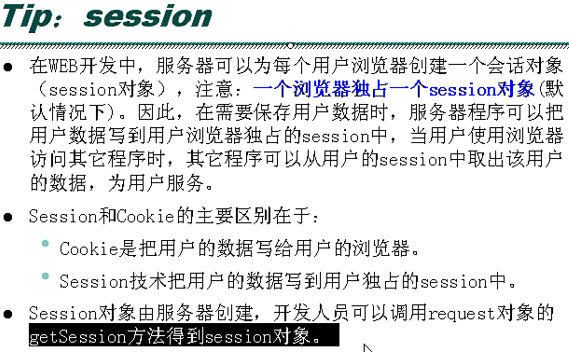 Tip：session
● 在WEB开发中，服务器可以为每个用户浏览器创建一个会话对象
（session对象），注意：一个浏览器独占一个session对象(默
认情况下)。因此，在需要保存用户数据时，服务器程序可以把
用户数据写到用户浏览器独占的session中，当用户使用浏览器
访问其它程序时，其它程序可以从用户的session中取出该用户
的数据，为用户服务。
● Session和Cookie的主要区别在于：
• Cookie是把用户的数据写给用户的浏览器。
• Session技术把用户的数据写到用户独占的session中。
● Session对象由服务器创建，开发人员可以调用request对象的
getSession方法得到session对象。